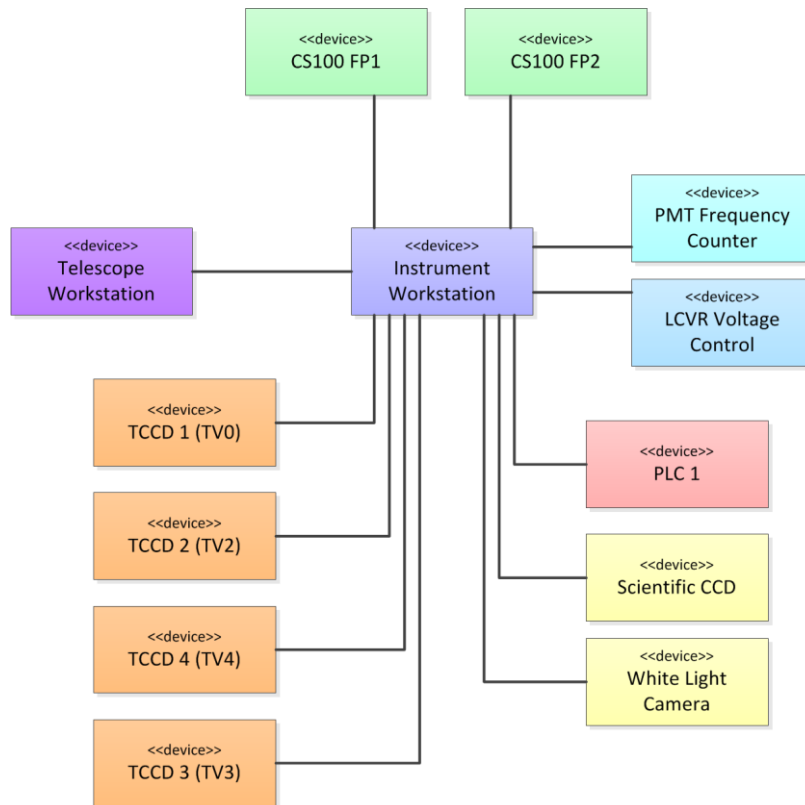 <<device>>
CS100 FP1
<<device>>
CS100 FP2
<<device>>
PMT Frequency
Counter
<<device>>
Telescope
Workstation
<<device>>
Instrument
Workstation
<<device>>
LCVR Voltage
Control
<<device>>
TCCD 1 (TV0)
<<device>>
PLC 1
<<device>>
TCCD 2 (TV2)
<<device>>
Scientific CCD
<<device>>
TCCD 4 (TV4)
<<device>>
White Light
Camera
<<device>>
TCCD 3 (TV3)